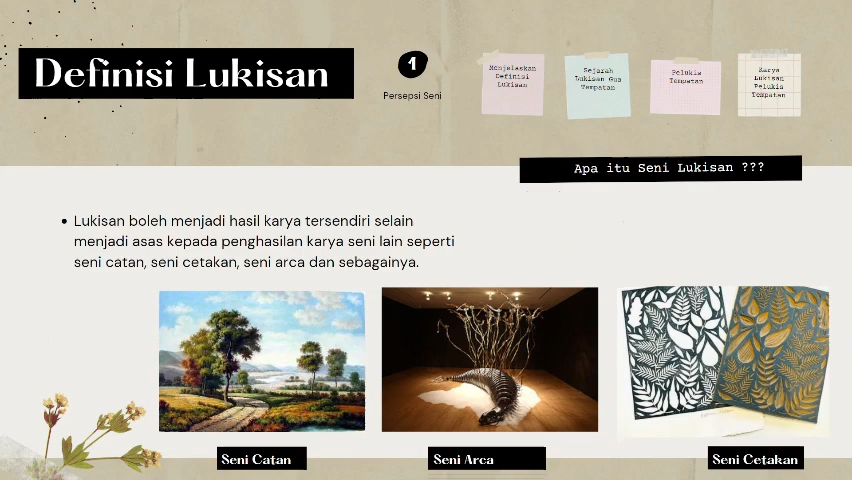 Definisi Lukisan
1
Persepsi Seni
Menjelaskan
Definisi
Lukisan
Sejarah
Lukisan Gua
Tempatan
Pelukis
Tempatan
Karya
Lukisan
Pelukis
Tempatan
Apa itu Seni Lukisan ???
• Lukisan boleh menjadi hasil karya tersendiri selain
menjadi asas kepada penghasilan karya seni lain seperti
seni catan, seni cetakan, seni arca dan sebagainya.
Seni Catan
Seni Arca
Seni Cetakan